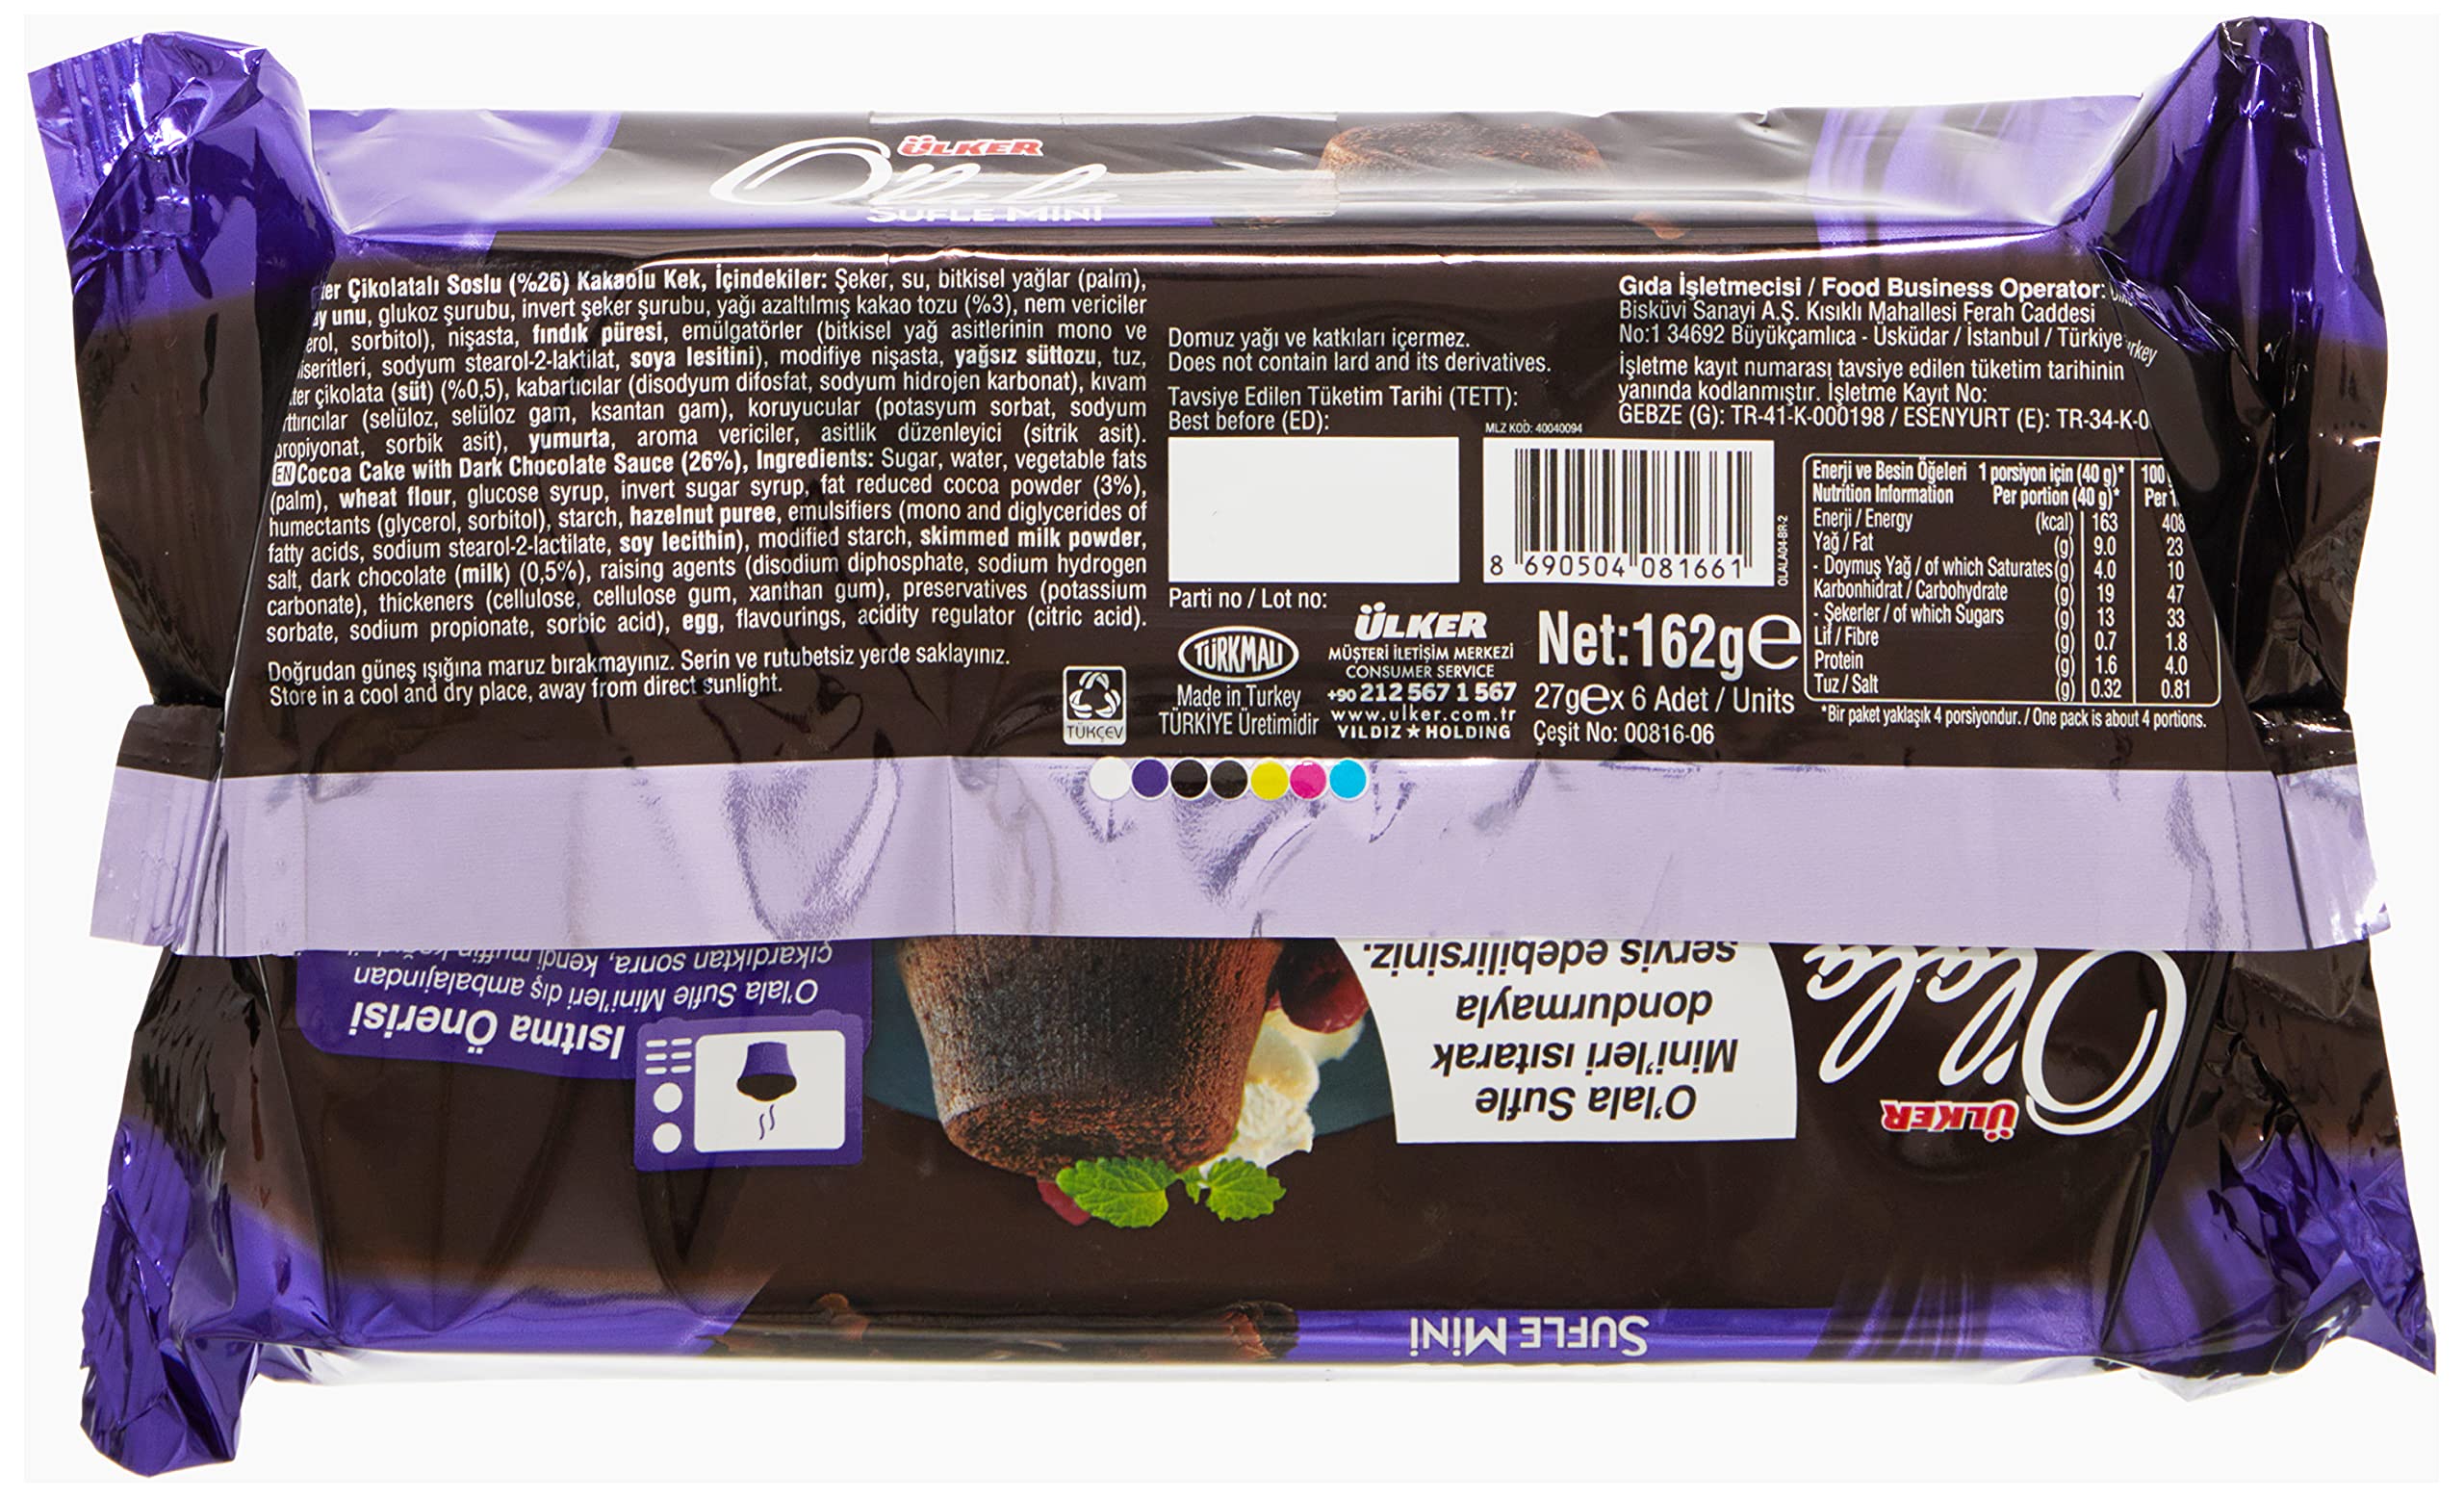 ÜLKER
O'lala
SUFLE MINI
Çikolatalı Soslu (%26) Kakaolu Kek, İçindekiler: Şeker, su, bitkisel yağlar (palm),
unu, glukoz şurubu, invert şeker şurubu, yağı azaltılmış kakao tozu (%3), nem vericiler
sorbitol), nişasta, fındık püresi, emülgatörler (bitkisel yağ asitlerinin mono ve
sodyum stearol-2-laktilat, soya lesitini), modifiye nişasta, yağsız süttozu, tuz,
çikolata (süt) (%0,5), kabartıcılar (disodyum difosfat, sodyum hidrojen karbonat), kıvam
(selüloz, selüloz gam, ksantan gam), koruyucular (potasyum sorbat, sodyum
propiyonat, sorbik asit), yumurta, aroma vericiler, asitlik düzenleyici (sitrik asit).
EN Cocoa Cake with Dark Chocolate Sauce (26%), Ingredients: Sugar, water, vegetable fats
(palm), wheat flour, glucose syrup, invert sugar syrup, fat reduced cocoa powder (3%),
humectants (glycerol, sorbitol), starch, hazelnut puree, emulsifiers (mono and diglycerides of
fatty acids, sodium stearol-2-lactilate, soy lecithin), modified starch, skimmed milk powder,
salt, dark chocolate (milk) (0,5%), raising agents (disodium diphosphate, sodium hydrogen
carbonate), thickeners (cellulose, cellulose gum, xanthan gum), preservatives (potassium
sorbate, sodium propionate, sorbic acid), egg, flavourings, acidity regulator (citric acid).
Doğrudan güneş ışığına maruz bırakmayınız. Serin ve rutubetsiz yerde saklayınız.
Store in a cool and dry place, away from direct sunlight.
TÜKÇEV
Domuz yağı ve katkıları içermez.
Does not contain lard and its derivatives.
Tavsiye Edilen Tüketim Tarihi (TETT):
Best before (ED):
Parti no / Lot no:
TÜRKMALI
Made in Turkey
TÜRKİYE Üretimidir
ÜLKER
MÜŞTERİ İLETİŞİM MERKEZİ
CONSUMER SERVICE
+90 212 567 1 567
www.ulker.com.tr
YILDIZ ★ HOLDING
MLZ KOD: 40040094
8 690504 081661
OLALA04-BR-2
Net:162g℮
27g℮x 6 Adet / Units
Çeşit No: 00816-06
Gıda İşletmecisi / Food Business Operator:
Bisküvi Sanayi A.Ş. Kısıklı Mahallesi Ferah Caddesi
No:1 34692 Büyükçamlıca - Üsküdar / İstanbul / Türkiye
İşletme kayıt numarası tavsiye edilen tüketim tarihinin
yanında kodlanmıştır. İşletme Kayıt No:
GEBZE (G): TR-41-K-000198 / ESENYURT (E): TR-34-K-0
Enerji ve Besin Öğeleri 1 porsiyon için (40 g)* 100
Nutrition Information Per portion (40 g)* Per
Enerji / Energy (kcal) 163 408
Yağ / Fat (g) 9.0 23
- Doymuş Yağ / of which Saturates (g) 4.0 10
Karbonhidrat / Carbohydrate (g) 19 47
- Şekerler / of which Sugars (g) 13 33
Lif / Fibre (g) 0.7 1.8
Protein (g) 1.6 4.0
Tuz / Salt (g) 0.32 0.81
*Bir paket yaklaşık 4 porsiyondur. / One pack is about 4 portions.
SUFLE MİNİ
ÜLKER
O'lala
O'lala Sufle
Mini'leri ısıtarak
dondurmayla
servis edebilirsiniz.
Isıtma Önerisi
O'lala Sufle Mini'leri dış ambalajından
çıkardıktan sonra, kendi muffin